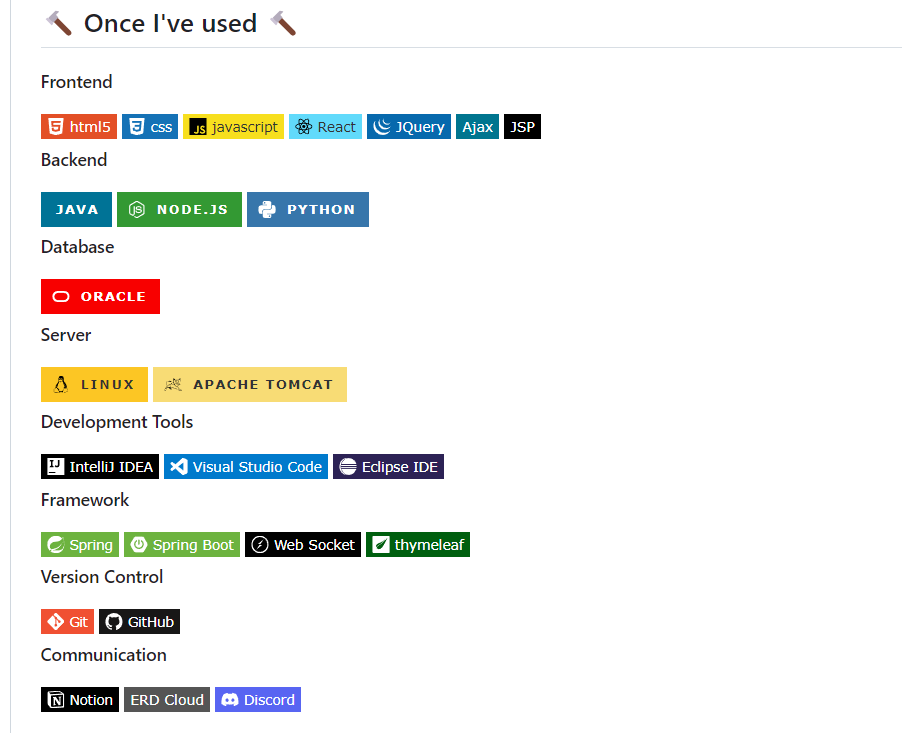 Once I've used
Frontend
html5 css javascript React JQuery Ajax JSP
Backend
JAVA NODE.JS PYTHON
Database
ORACLE
Server
LINUX APACHE TOMCAT
Development Tools
IntelliJ IDEA Visual Studio Code Eclipse IDE
Framework
Spring Spring Boot Web Socket thymeleaf
Version Control
Git GitHub
Communication
Notion ERD Cloud Discord